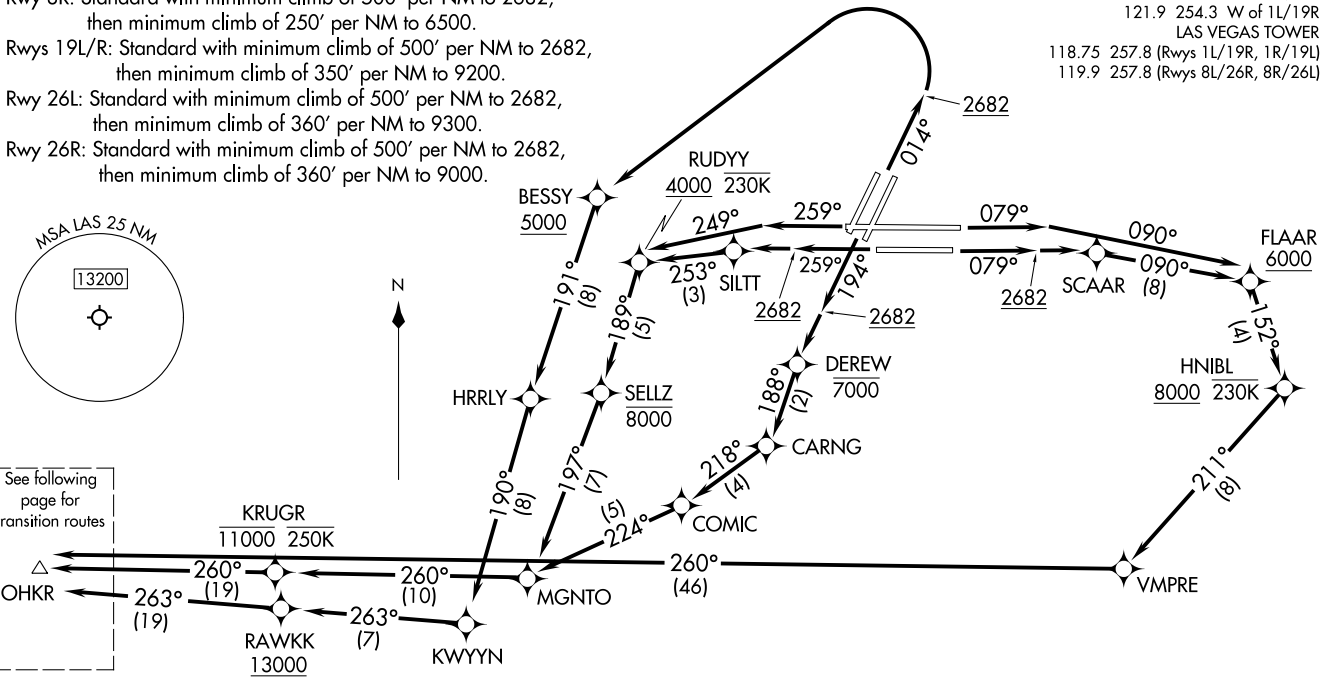 then minimum climb of 250' per NM to 6500.
Rwys 19L/R: Standard with minimum climb of 500' per NM to 2682,
then minimum climb of 350' per NM to 9200.
Rwy 26L: Standard with minimum climb of 500' per NM to 2682,
then minimum climb of 360' per NM to 9300.
Rwy 26R: Standard with minimum climb of 500' per NM to 2682,
then minimum climb of 360' per NM to 9000.
121.9 254.3 W of 1L/19R
LAS VEGAS TOWER
118.75 257.8 (Rwys 1L/19R, 1R/19L)
119.9 257.8 (Rwys 8L/26R, 8R/26L)
2682
014°
RUDYY
4000 230K
BESSY
5000
249°
259°
079°
090°
FLAAR
6000
MSA LAS 25 NM
13200
N
191°
(8)
253°
(3)
SILTT
259°
194°
079°
SCAAR
090°
(8)
2682
2682
2682
189°
(5)
152°
(4)
HRRLY
SELLZ
8000
DEREW
7000
HNIBL
8000 230K
188°
(2)
CARNG
218°
(4)
COMIC
197°
(7)
190°
(8)
(5)
224°
211°
(8)
See following
page for
ransition routes
KRUGR
11000 250K
260°
(19)
260°
(10)
MGNTO
260°
(46)
VMPRE
OHKR
263°
(19)
RAWKK
13000
263°
(7)
KWYYN